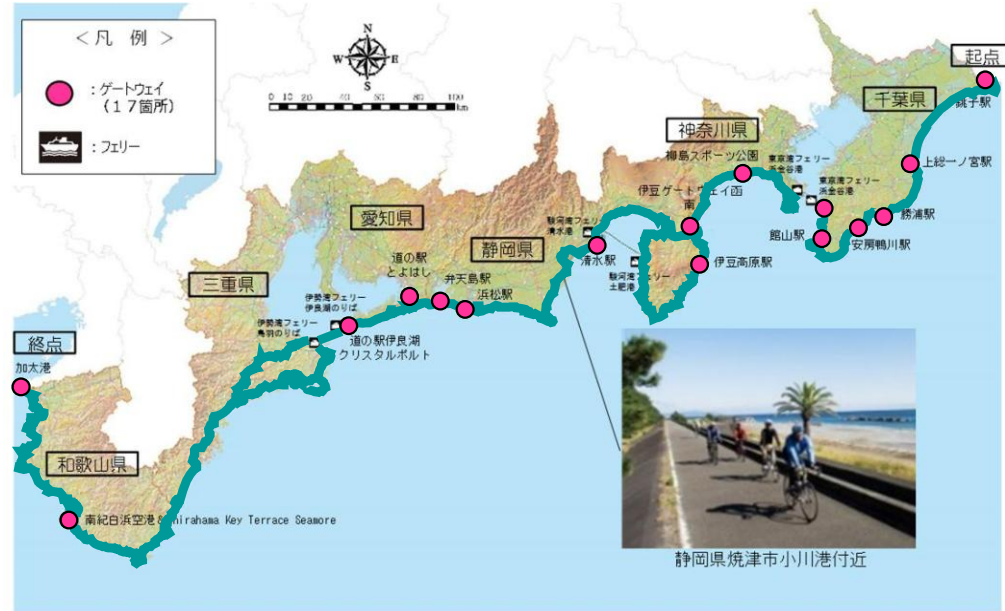 <凡 例>
：ゲートウェイ
（17箇所）
：フェリー
N
W
E
S
0 10 20
40
60
80
100
km
起点
銚子駅
千葉県
上総一ノ宮駅
勝浦駅
安房鴨川駅
館山駅
東京湾フェリー
浜金谷港
東京湾フェリー
浜金谷港
神奈川県
柳島スポーツ公園
伊豆ゲートウェイ函
南
伊豆高原駅
駿河湾フェリー
清水港
清水駅
駿河湾フェリー
土肥港
静岡県
愛知県
道の駅
とよはし
弁天島駅
浜松駅
三重県
伊勢湾フェリー
伊良湖のりば
伊勢湾フェリー
鳥羽のりば
道の駅伊良湖
クリスタルボルト
終点
加太港
和歌山県
南紀白浜空港&Shirahama Key Terrace Seamore
静岡県焼津市小川港付近